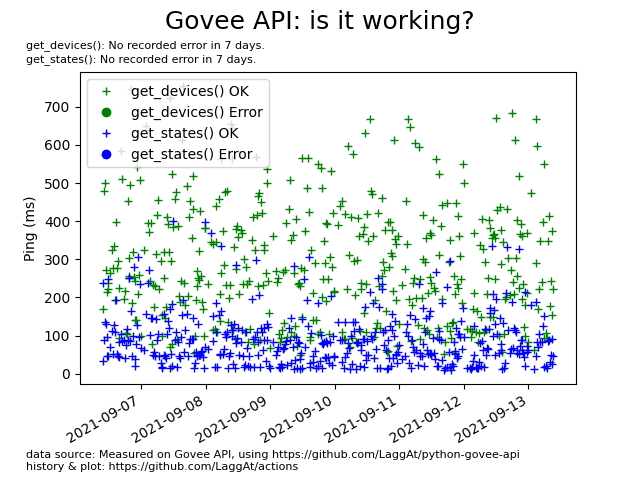 Govee API: is it working?
get_devices(): No recorded error in 7 days.
get_states(): No recorded error in 7 days.
get_devices() OK
get_devices() Error
get_states() OK
get_states() Error
Ping (ms)
700
600
500
400
300
200
100
0
2021-09-07
2021-09-08
2021-09-09
2021-09-10
2021-09-11
2021-09-12
2021-09-13
data source: Measured on Govee API, using https://github.com/LaggAt/python-govee-api
history & plot: https://github.com/LaggAt/actions